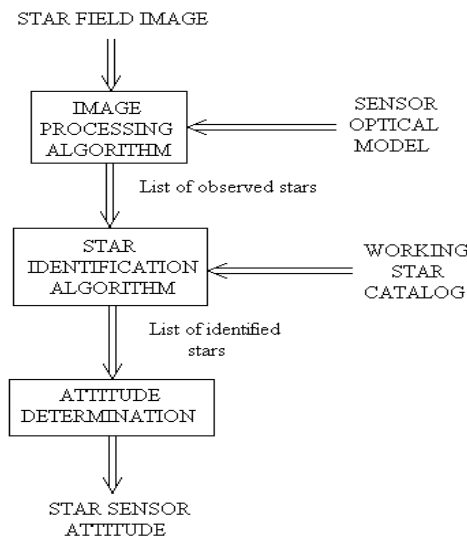 STAR FIELD IMAGE
IMAGE
PROCESSING
ALGORITHM
SENSOR
OPTICAL
MODEL
List of observed stars
STAR
IDENTIFICATION
ALGORITHM
WORKING
STAR
CATALOG
List of identified
stars
ATTITUDE
DETERMINATION
STAR SENSOR
ATTITUDE